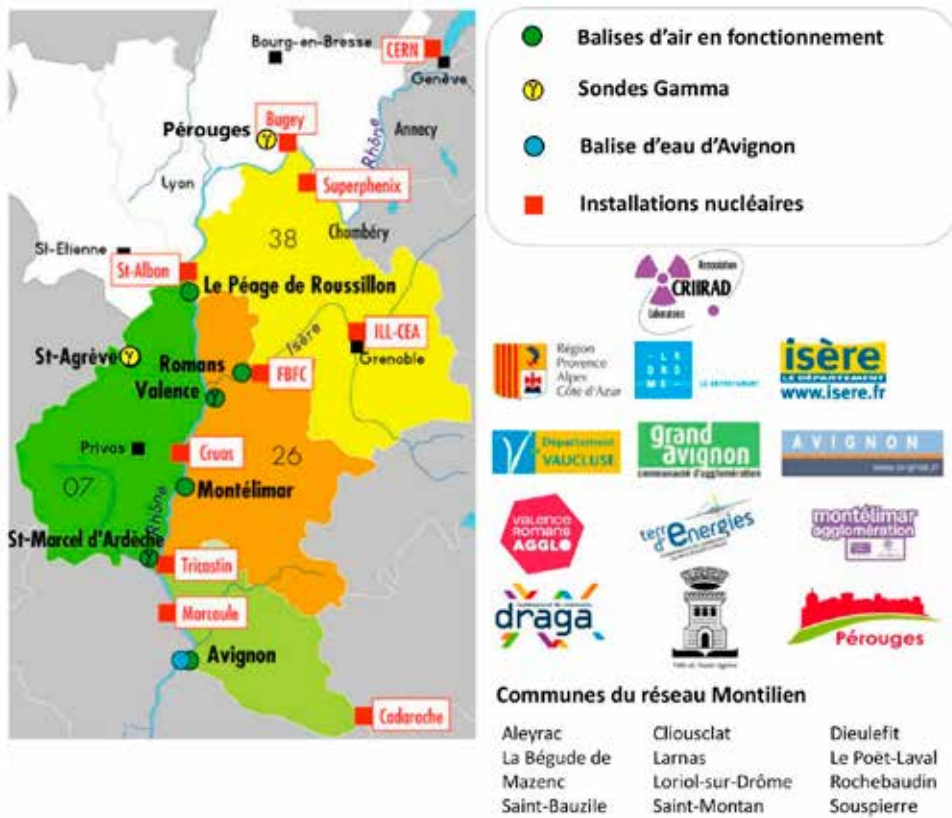 Bourg-en-Bresse
CERN
Genève
Pérouges
Bugey
Annecy
Rhône
Lyon
Superphenix
38
Chambéry
St-Etienne
St-Alban
Le Péage de Roussillon
Isère
ILL-CEA
St-Agrève
Romans
Grenoble
FBFC
Valence
Privas
Cruas
26
07
Montélimar
Rhône
St-Marcel d'Ardèche
Tricastin
Marcoule
Avignon
Cadarache
Balises d'air en fonctionnement
Sondes Gamma
Balise d'eau d'Avignon
Installations nucléaires
Association
CRIIRAD
Laboratoire
Région
Provence
Alpes
Côte d'Azur
LA
DRÔ
ME
LE DÉPARTEMENT
isère
LE DÉPARTEMENT
www.isere.fr
Département
VAUCLUSE
grand
avignon
communauté d'agglomération
AVIGNON
valence
romans
AGGLO
terr
d'énergies
montélimar
agglomération
draga
Pérouges
Communes du réseau Montilien
Aleyrac
Cliousclat
Dieulefit
La Bégude de
Larnas
Le Poët-Laval
Mazenc
Loriol-sur-Drôme
Rochebaudin
Saint-Bauzile
Saint-Montan
Souspierre